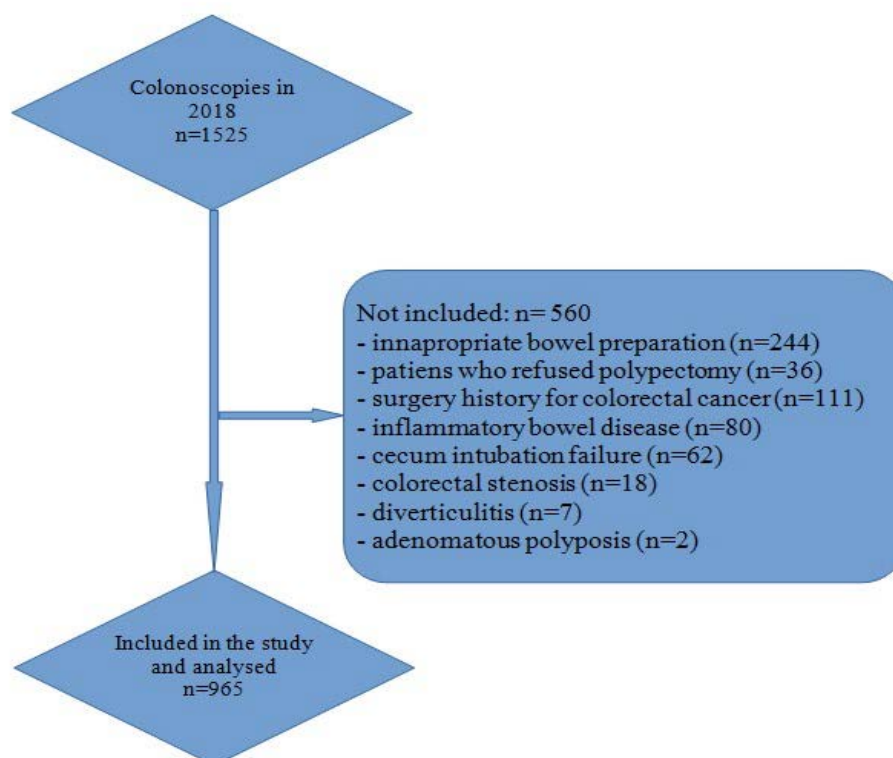 Colonoscopies in
2018
n=1525
Not included: n= 560
- innapropriate bowel preparation (n=244)
- patiens who refused polypectomy (n=36)
- surgery history for colorectal cancer (n=111)
- inflammatory bowel disease (n=80)
- cecum intubation failure (n=62)
- colorectal stenosis (n=18)
- diverticulitis (n=7)
- adenomatous polyposis (n=2)
Included in the study
and analysed
n=965